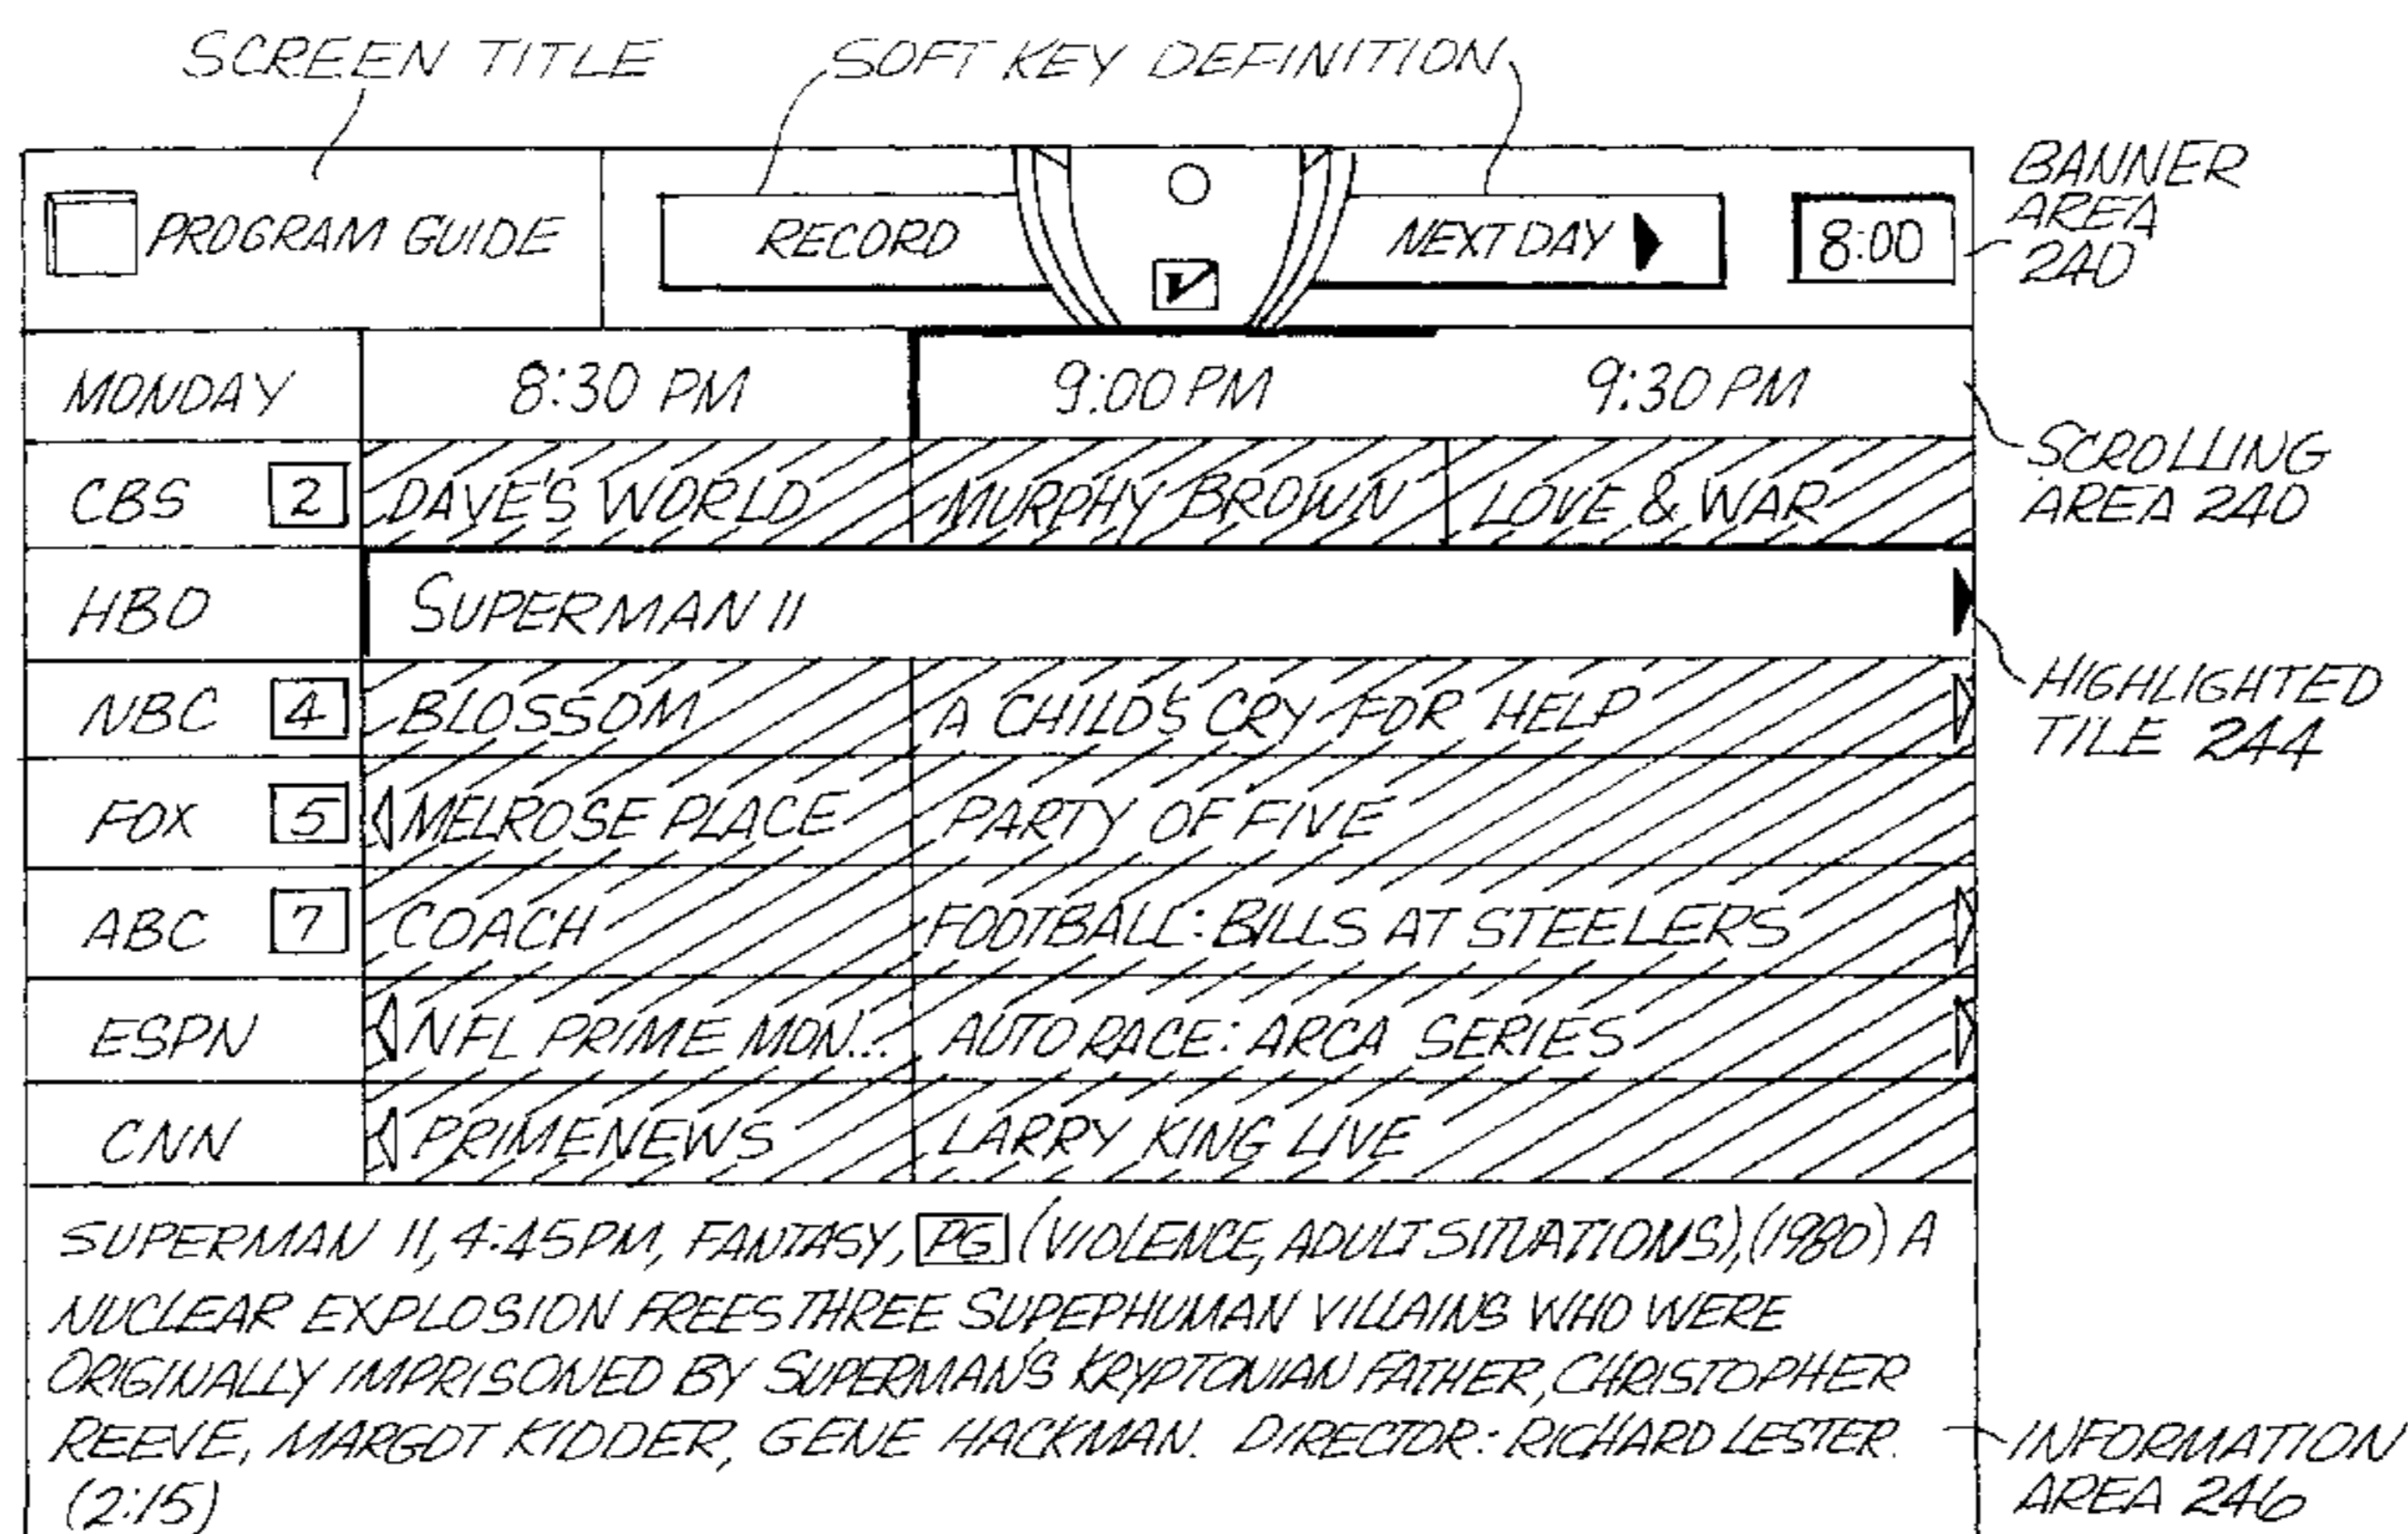 SCREEN TITLE
SOFT KEY DEFINITION
PROGRAM GUIDE
RECORD
NEXT DAY
8:00
BANNER
AREA
240
MONDAY
8:30 PM
9:00 PM
9:30 PM
SCROLLING
AREA 240
CBS 2 DAVE'S WORLD MURPHY BROWN LOVE & WAR
HBO SUPERMAN II
HIGHLIGHTED
TILE 244
NBC 4 BLOSSOM A CHILD'S CRY FOR HELP
FOX 5 MELROSE PLACE PARTY OF FIVE
ABC 7 COACH FOOTBALL: BILLS AT STEELERS
ESPN NFL PRIME MON... AUTO RACE: ARCA SERIES
CNN PRIMENEWS LARRY KING LIVE
SUPERMAN II, 4:45PM, FANTASY, PG (VIOLENCE, ADULT SITUATIONS), (1980) A
NUCLEAR EXPLOSION FREES THREE SUPEPHUMAN VILLAINS WHO WERE
ORIGINALLY IMPRISONED BY SUPERMAN'S KRYPTONIAN FATHER, CHRISTOPHER
REEVE, MARGOT KIDDER, GENE HACKMAN. DIRECTOR: RICHARD LESTER.
(2:15)
INFORMATION
AREA 246